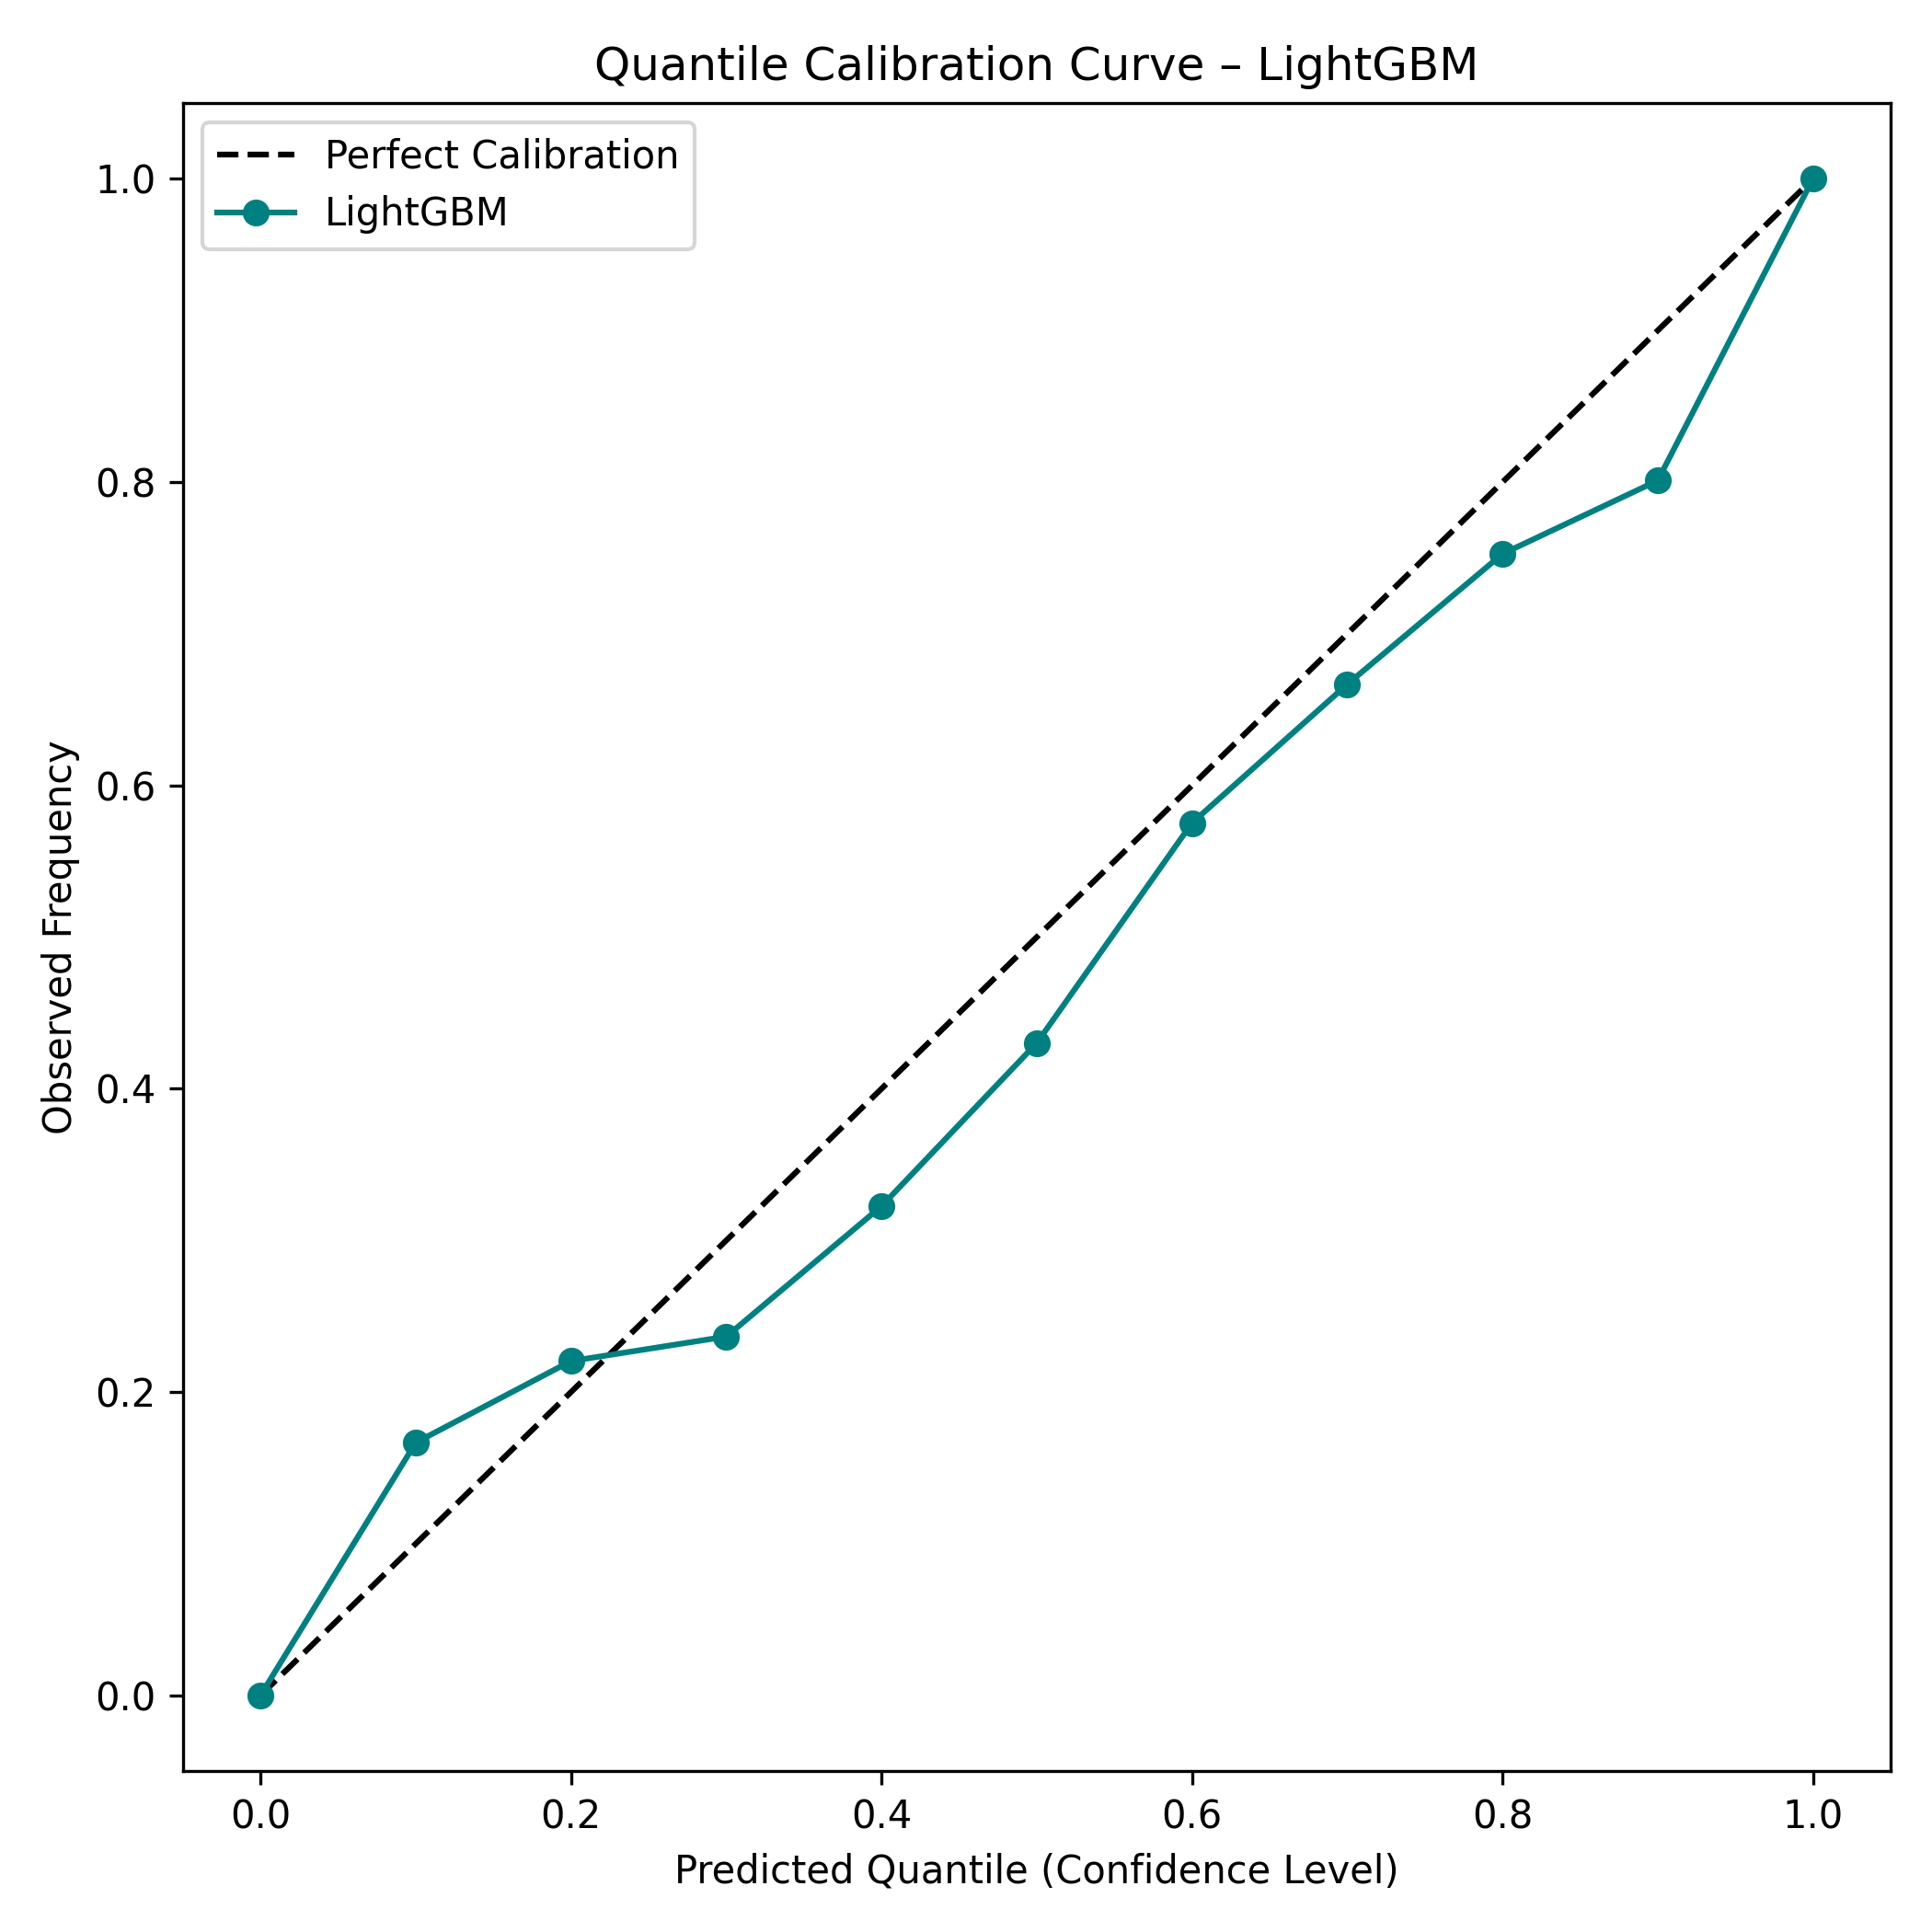 Quantile Calibration Curve – LightGBM
Perfect Calibration
LightGBM
1.0
0.8
0.6
0.4
0.2
0.0
Observed Frequency
0.0 0.2 0.4 0.6 0.8 1.0
Predicted Quantile (Confidence Level)